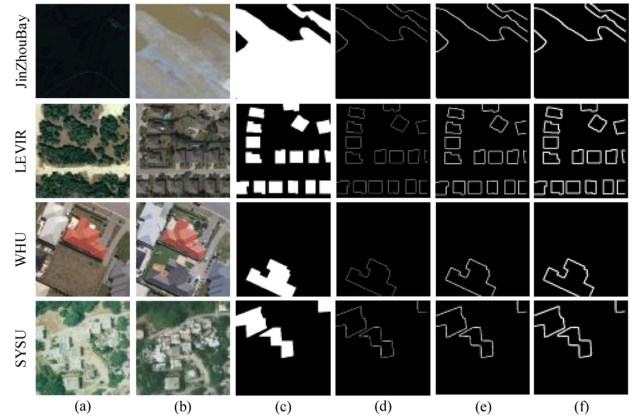 JinZhouBay
LEVIR
WHU
SYSU
(a) (b) (c) (d) (e) (f)